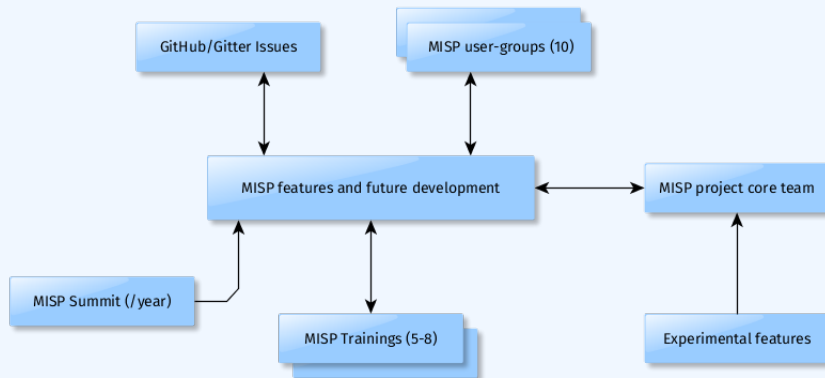 GitHub/Gitter Issues
MISP user-groups (10)
MISP features and future development
MISP project core team
MISP Summit (/year)
MISP Trainings (5-8)
Experimental features